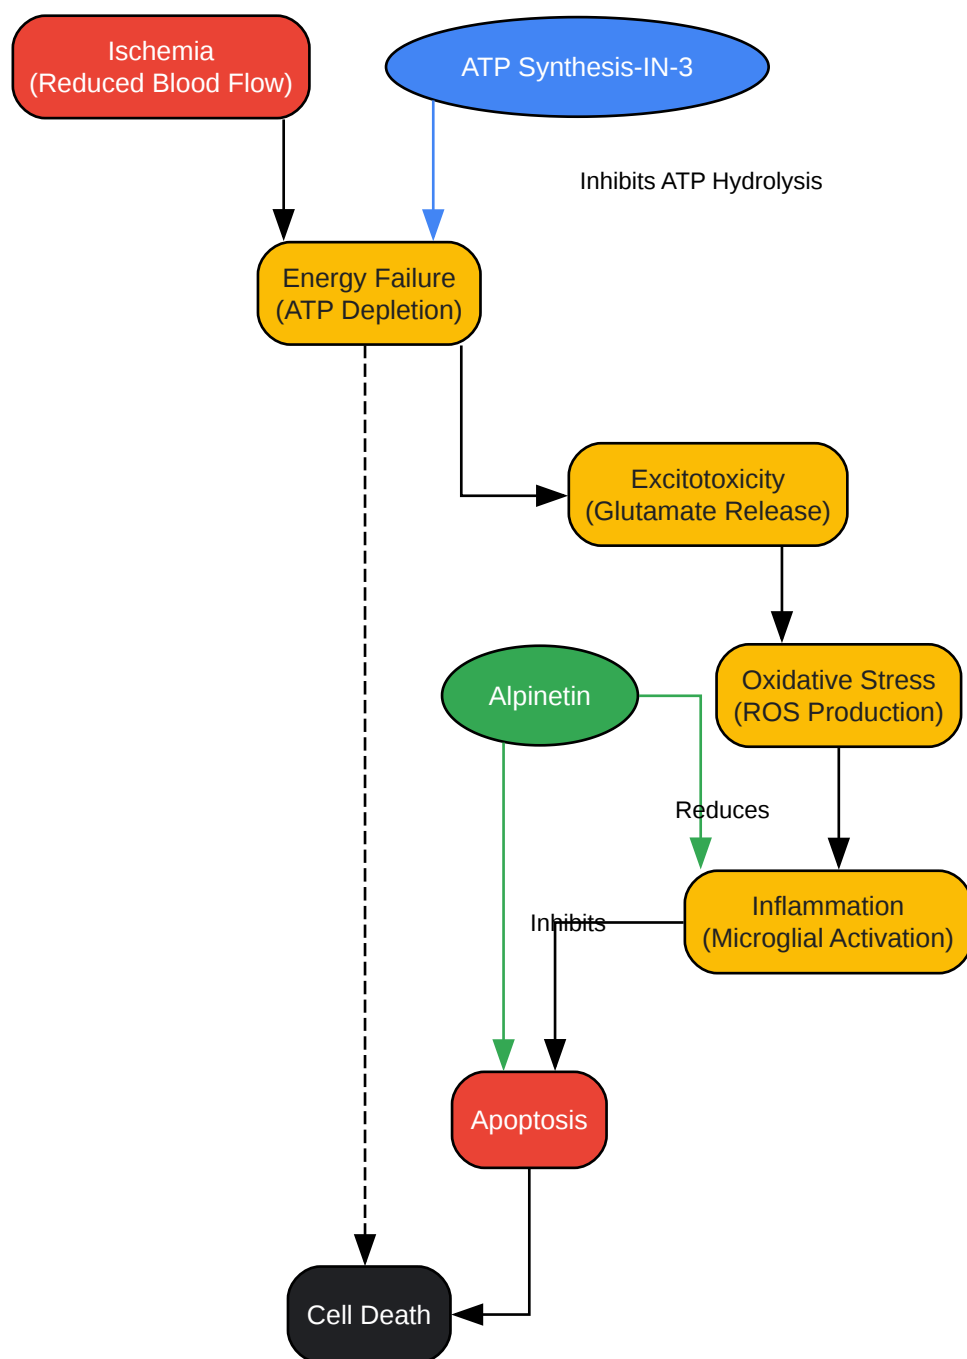 Ischemia
(Reduced Blood Flow)
ATP Synthesis-IN-3
Inhibits ATP Hydrolysis
Energy Failure
(ATP Depletion)
Excitotoxicity
(Glutamate Release)
Alpinetin
Oxidative Stress
(ROS Production)
Reduces
Inhibits
Inflammation
(Microglial Activation)
Apoptosis
Cell Death